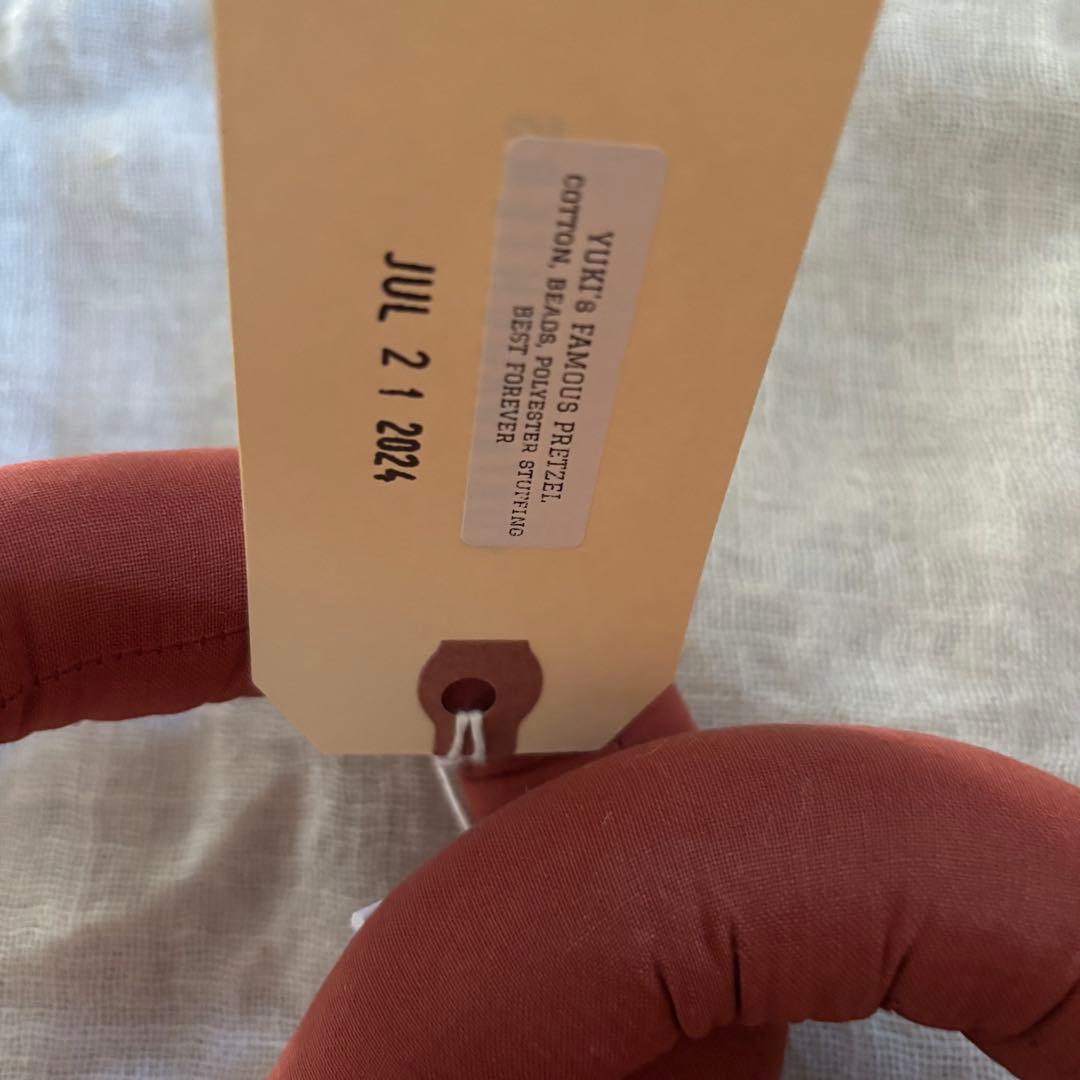 YUKI'S FAMOUS PRETZEL
COTTON, BEADS, POLYESTER STUFFING
BEST FOREVER
JUL 21 2024